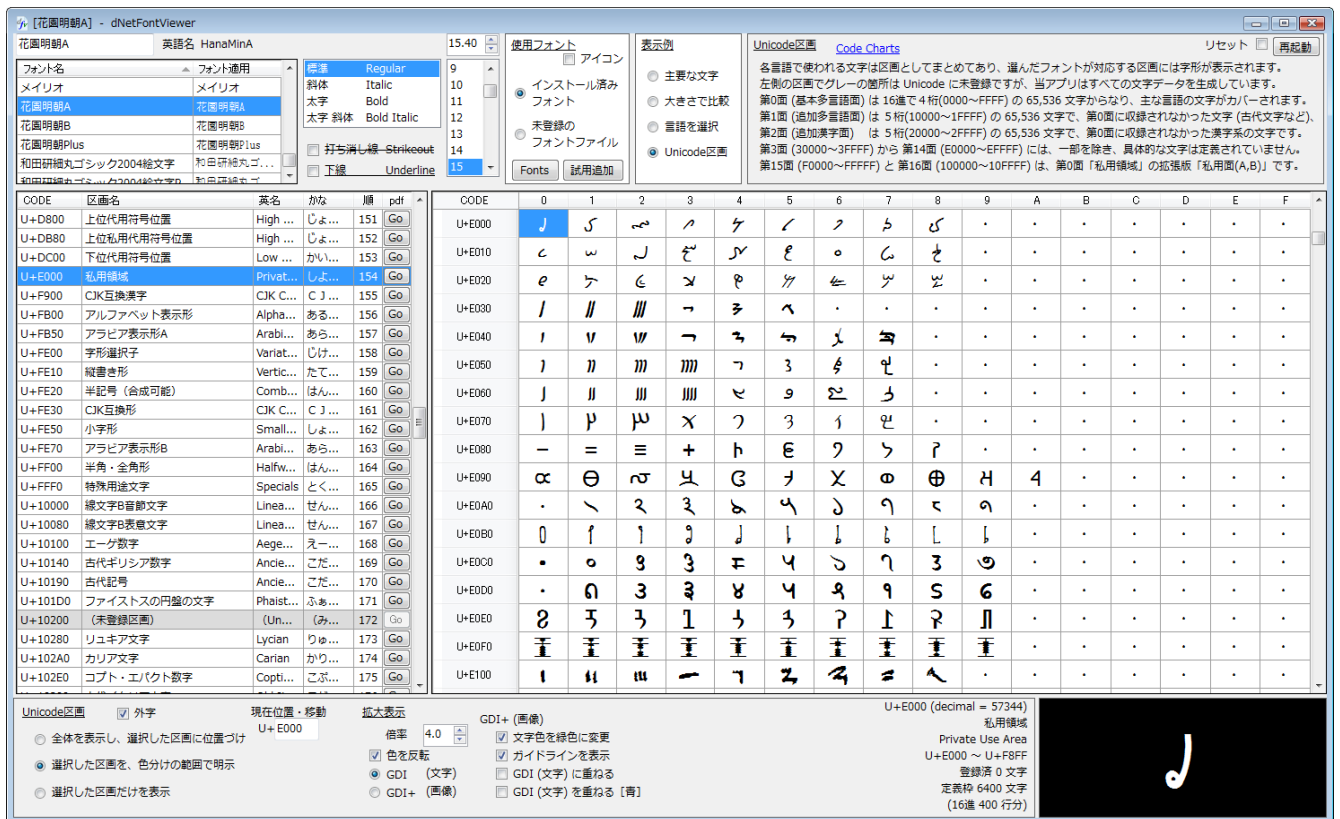 [花園明朝A] - dNetFontViewer
花園明朝A 英語名 HanaMinA 15.40
フォント名 フォント適用
メイリオ メイリオ
花園明朝A 花園明朝A
花園明朝B 花園明朝B
花園明朝Plus 花園明朝Plus
和田研細丸ゴシック2004絵文字 和田研細丸ゴ...
和田研細丸ゴシック2004絵文字P 和田研細丸ゴ...
標準 Regular
斜体 Italic
太字 Bold
太字 斜体 Bold Italic
打ち消し線 Strikeout
下線 Underline
9
10
11
12
13
14
15
使用フォント
アイコン
インストール済み
フォント
未登録の
フォントファイル
Fonts 試用追加
表示例
主要な文字
大きさで比較
言語を選択
Unicode区画
Unicode区画 Code Charts リセット 再起動
各言語で使われる文字は区画としてまとめてあり、選んだフォントが対応する区画には字形が表示されます。
左側の区画でグレーの箇所は Unicode に未登録ですが、当アプリはすべての文字データを生成しています。
第0面 (基本多言語面) は 16進で4桁(0000~FFFF) の 65,536 文字からなり、主な言語の文字がカバーされます。
第1面 (追加多言語面) は 5桁(10000~1FFFF) の 65,536 文字で、第0面に収録されなかった文字 (古代文字など)、
第2面 (追加漢字面) は 5桁(20000~2FFFF) の 65,536 文字で、第0面に収録されなかった漢字系の文字です。
第3面 (30000~3FFFF) から 第14面 (E0000~EFFFF) には、一部を除き、具体的な文字は定義されていません。
第15面 (F0000~FFFFF) と 第16面 (100000~10FFFF) は、第0面「私用領域」の拡張版「私用面(A,B)」です。
CODE 区画名 英名 かな 順 pdf
U+D800 上位代用符号位置 High ... じょ... 151 Go
U+DB80 上位私用代用符号位置 High ... じょ... 152 Go
U+DC00 下位代用符号位置 Low ... かい... 153 Go
U+E000 私用領域 Privat... しよ... 154 Go
U+F900 CJK互換漢字 CJK C... CJ... 155 Go
U+FB00 アルファベット表示形 Alpha... ある... 156 Go
U+FB50 アラビア表示形A Arabi... あら... 157 Go
U+FE00 字形選択子 Variat... じけ... 158 Go
U+FE10 縦書き形 Vertic... たて... 159 Go
U+FE20 半記号(合成可能) Comb... はん... 160 Go
U+FE30 CJK互換形 CJK C... CJ... 161 Go
U+FE50 小字形 Small... しょ... 162 Go
U+FE70 アラビア表示形B Arabi... あら... 163 Go
U+FF00 半角・全角形 Halfw... はん... 164 Go
U+FFF0 特殊用途文字 Specials とく... 165 Go
U+10000 線文字B音節文字 Linea... せん... 166 Go
U+10080 線文字B表意文字 Linea... せん... 167 Go
U+10100 エーゲ数字 Aege... えー... 168 Go
U+10140 古代ギリシア数字 Ancie... こだ... 169 Go
U+10190 古代記号 Ancie... こだ... 170 Go
U+101D0 ファイストスの円盤の文字 Phaist... ふぁ... 171 Go
U+10200 (未登録区画) (Un... (み... 172 Go
U+10280 リュキア文字 Lycian りゅ... 173 Go
U+102A0 カリア文字 Carian かり... 174 Go
U+102E0 コプト・エパクト数字 Copti... こぷ... 175 Go
CODE 0 1 2 3 4 5 6 7 8 9 A B C D E F
U+E000
U+E010
U+E020
U+E030
U+E040
U+E050
U+E060
U+E070
U+E080
U+E090
U+E0A0
U+E0B0
U+E0C0
U+E0D0
U+E0E0
U+E0F0
U+E100
Unicode区画 外字
全体を表示し、選択した区画に位置づけ
選択した区画を、色分けの範囲で明示
選択した区画だけを表示
現在位置・移動
U+ E000
拡大表示
倍率 4.0
色を反転
GDI (文字)
GDI+ (画像)
GDI+ (画像)
文字色を緑色に変更
ガイドラインを表示
GDI (文字) に重ねる
GDI (文字) を重ねる [青]
U+E000 (decimal = 57344)
私用領域
Private Use Area
U+E000 ~ U+F8FF
登録済 0 文字
定義枠 6400 文字
(16進 400 行分)